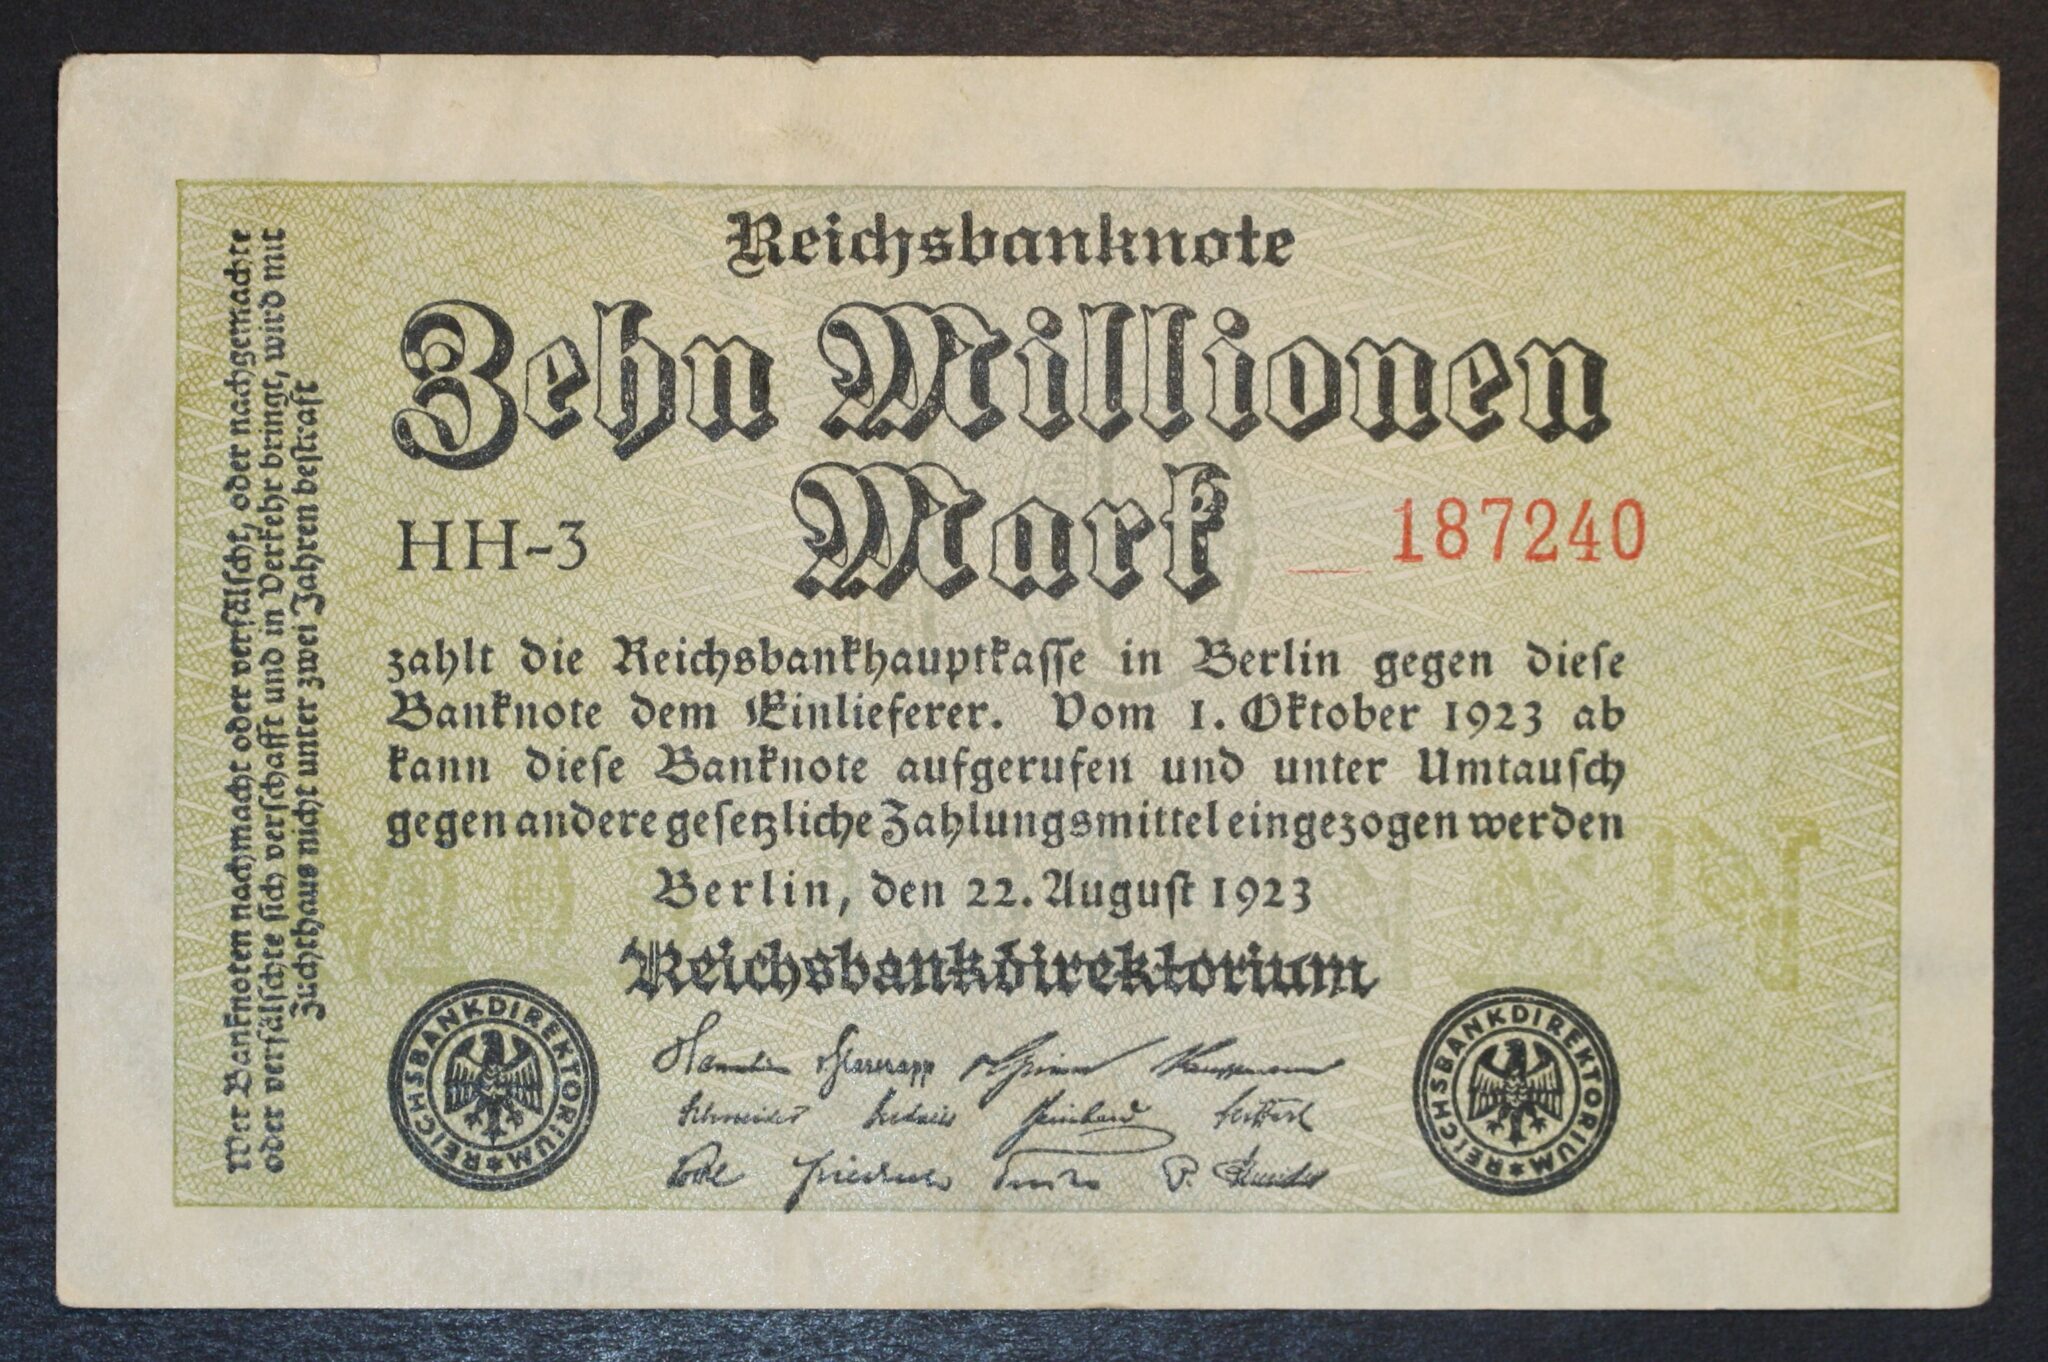 Reichsbanknote
Zehn Millionen
Mark
HH-3
187240
zahlt die Reichsbankhauptkasse in Berlin gegen diese
Banknote dem Einlieferer. Vom 1. Oktober 1923 ab
kann diese Banknote aufgerufen und unter Umtausch
gegen andere gesetzliche Zahlungsmittel eingezogen werden
Berlin, den 22. August 1923
Reichsbankdirektorium
Wer Banknoten nachmacht oder verfälscht, oder nachgemachte
oder verfälschte sich verschafft und in Verkehr bringt, wird mit
Zuchthaus nicht unter zwei Jahren bestraft
REICHSBANKDIREKTORIUM
REICHSBANKDIREKTORIUM
Schneider